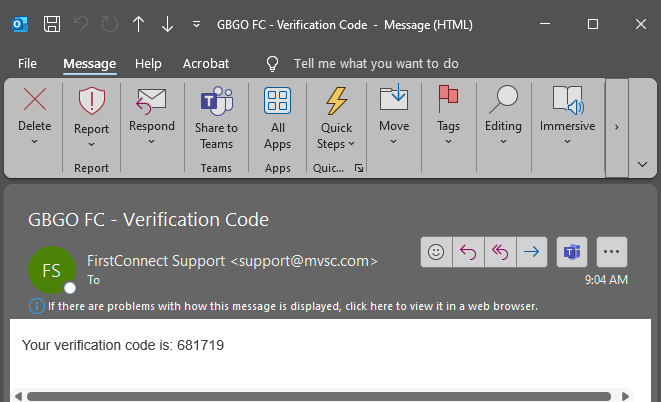 GBGO FC - Verification Code - Message (HTML)
File Message Help Acrobat Tell me what you want to do
Delete
Report
Respond
Share to Teams
All Apps
Quick Steps
Move
Tags
Editing
Immersive
Report
Teams
Apps
Quic...
GBGO FC - Verification Code
FS
FirstConnect Support <support@mvsc.com>
To
9:04 AM
If there are problems with how this message is displayed, click here to view it in a web browser.
Your verification code is: 681719